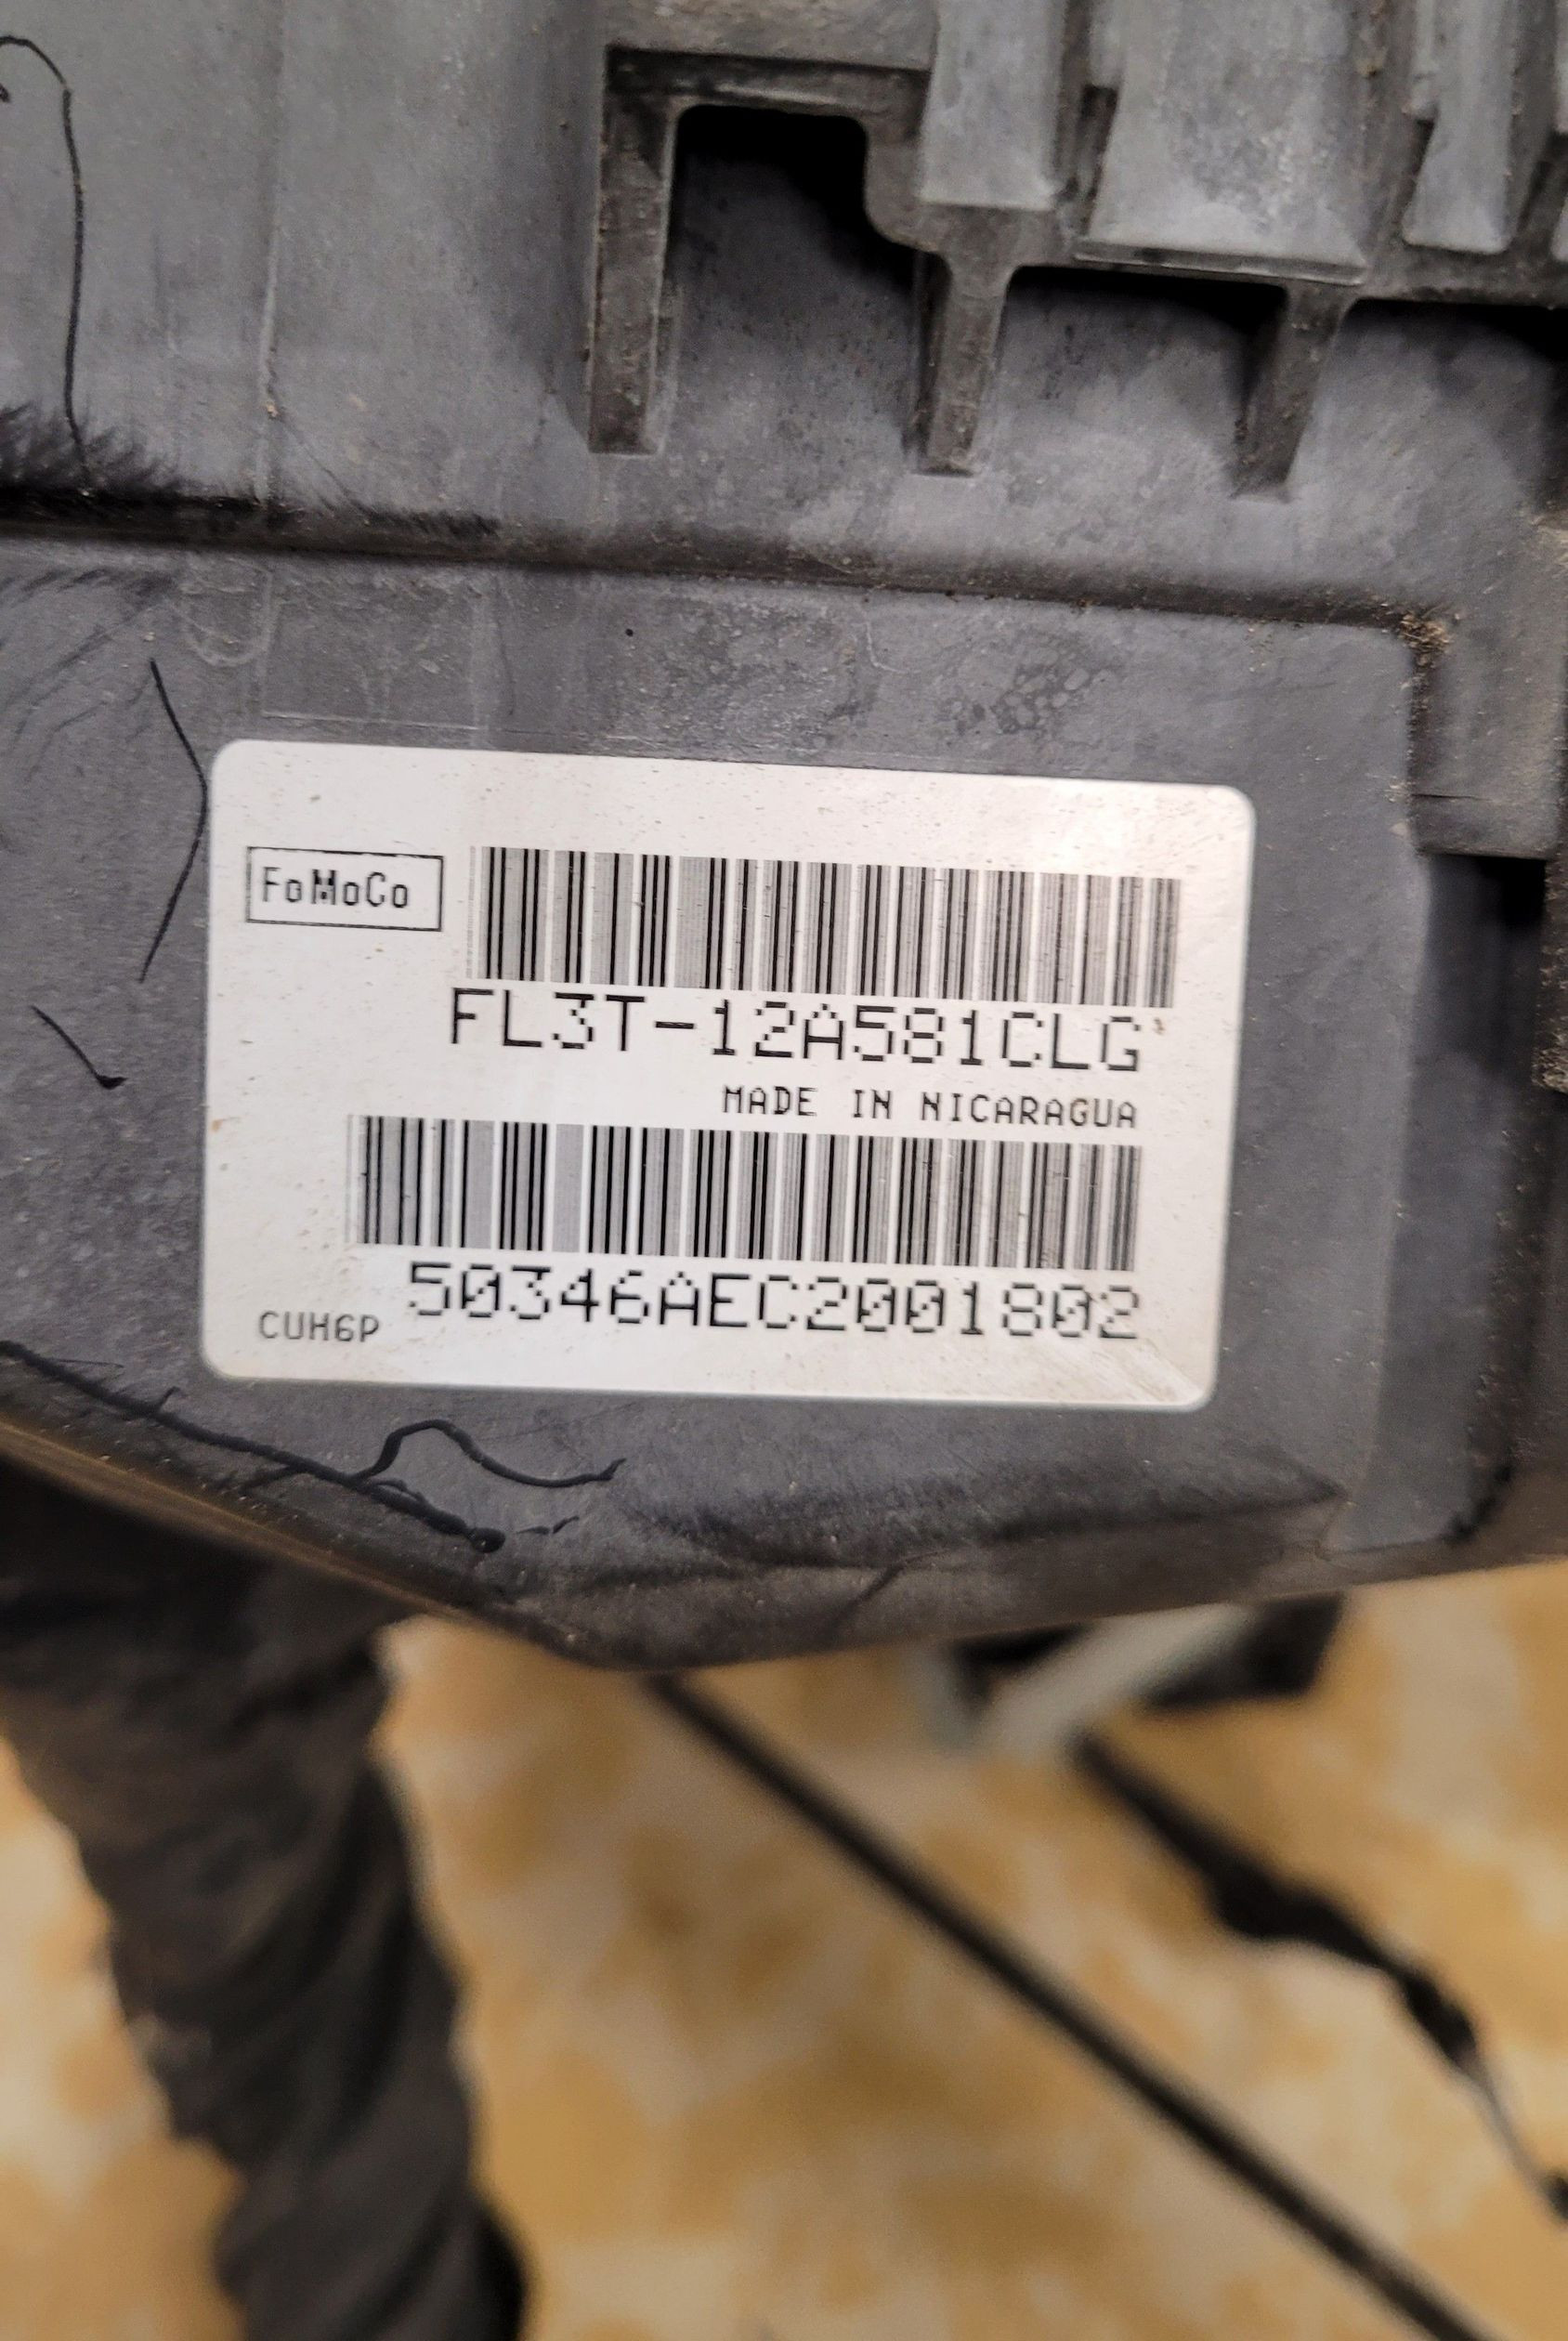 FoMoCo
FL3T-12A581CLG
MADE IN NICARAGUA
50346AEC2001802
CUH6P